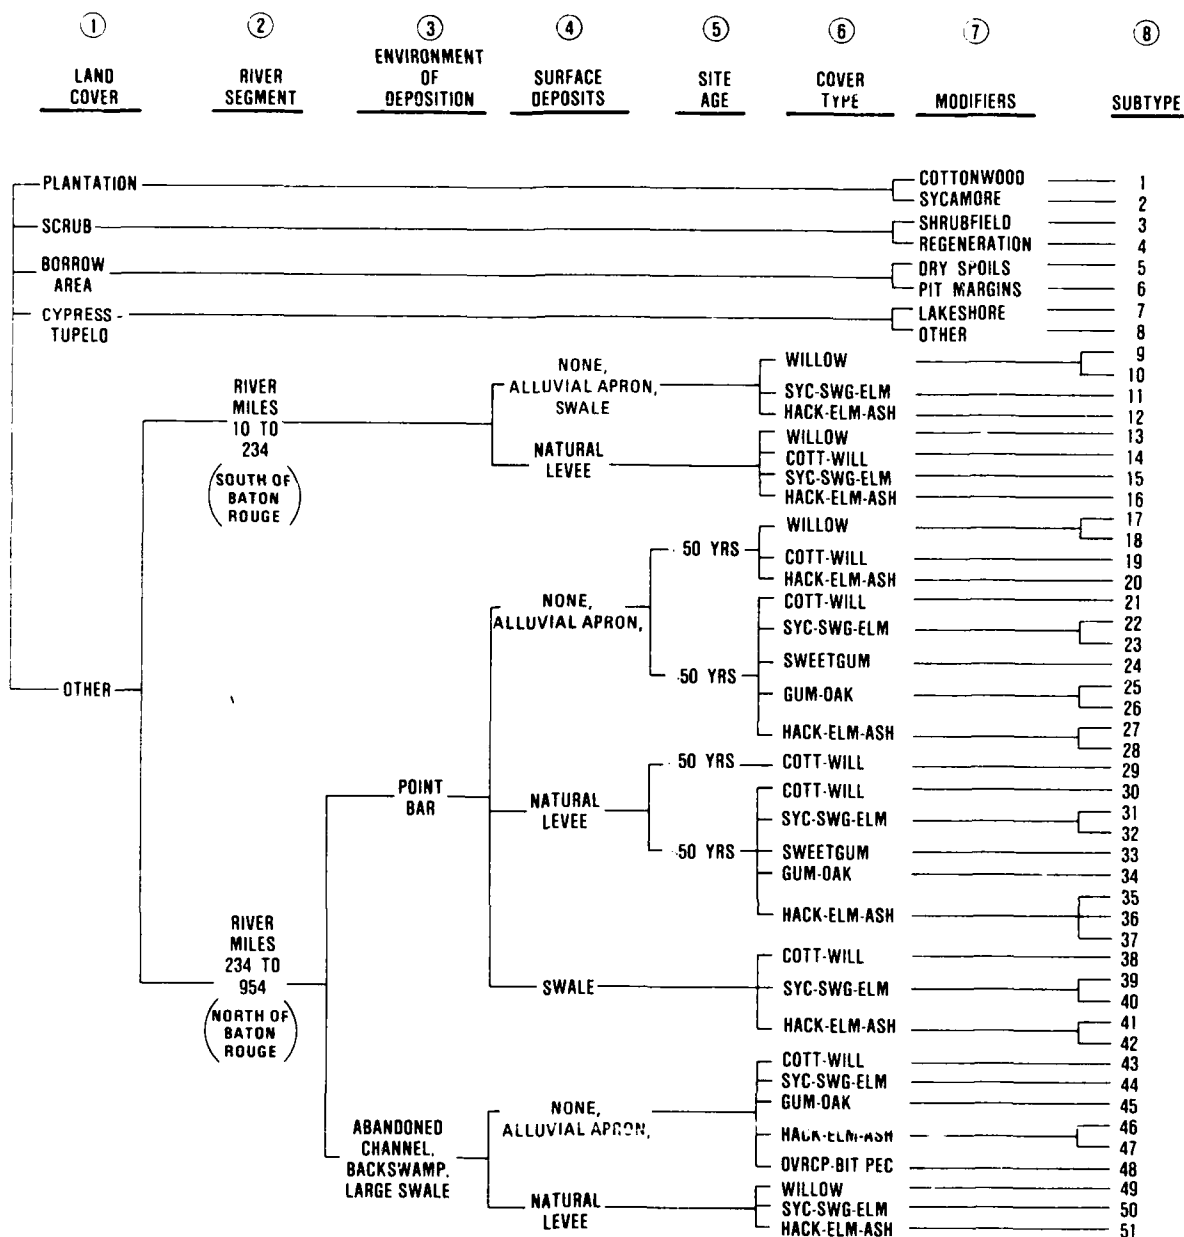 ① ② ③ ④ ⑤ ⑥ ⑦ ⑧
LAND
COVER
RIVER
SEGMENT
ENVIRONMENT
OF
DEPOSITION
SURFACE
DEPOSITS
SITE
AGE
COVER
TYPE
MODIFIERS
SUBTYPE
PLANTATION
COTTONWOOD 1
SYCAMORE 2
SCRUB
SHRUBFIELD 3
REGENERATION 4
BORROW
AREA
DRY SPOILS 5
PIT MARGINS 6
CYPRESS -
TUPELO
LAKESHORE 7
OTHER 8
OTHER
RIVER
MILES
10 TO
234
(SOUTH OF
BATON
ROUGE)
NONE,
ALLUVIAL APRON,
SWALE
WILLOW 9
10
SYC-SWG-ELM 11
HACK-ELM-ASH 12
NATURAL
LEVEE
WILLOW 13
COTT-WILL 14
SYC-SWG-ELM 15
HACK-ELM-ASH 16
RIVER
MILES
234 TO
954
(NORTH OF
BATON
ROUGE)
POINT
BAR
NONE,
ALLUVIAL APRON,
50 YRS
WILLOW 17
18
COTT-WILL 19
HACK-ELM-ASH 20
50 YRS
COTT-WILL 21
SYC-SWG-ELM 22
23
SWEETGUM 24
GUM-OAK 25
26
HACK-ELM-ASH 27
28
NATURAL
LEVEE
50 YRS
COTT-WILL 29
50 YRS
COTT-WILL 30
SYC-SWG-ELM 31
32
SWEETGUM 33
GUM-OAK 34
HACK-ELM-ASH 35
36
37
SWALE
COTT-WILL 38
SYC-SWG-ELM 39
40
HACK-ELM-ASH 41
42
ABANDONED
CHANNEL,
BACKSWAMP,
LARGE SWALE
NONE,
ALLUVIAL APRON,
COTT-WILL 43
SYC-SWG-ELM 44
GUM-OAK 45
HACK-ELM-ASH 46
47
OVRCP-BIT PEC 48
NATURAL
LEVEE
WILLOW 49
SYC-SWG-ELM 50
HACK-ELM-ASH 51